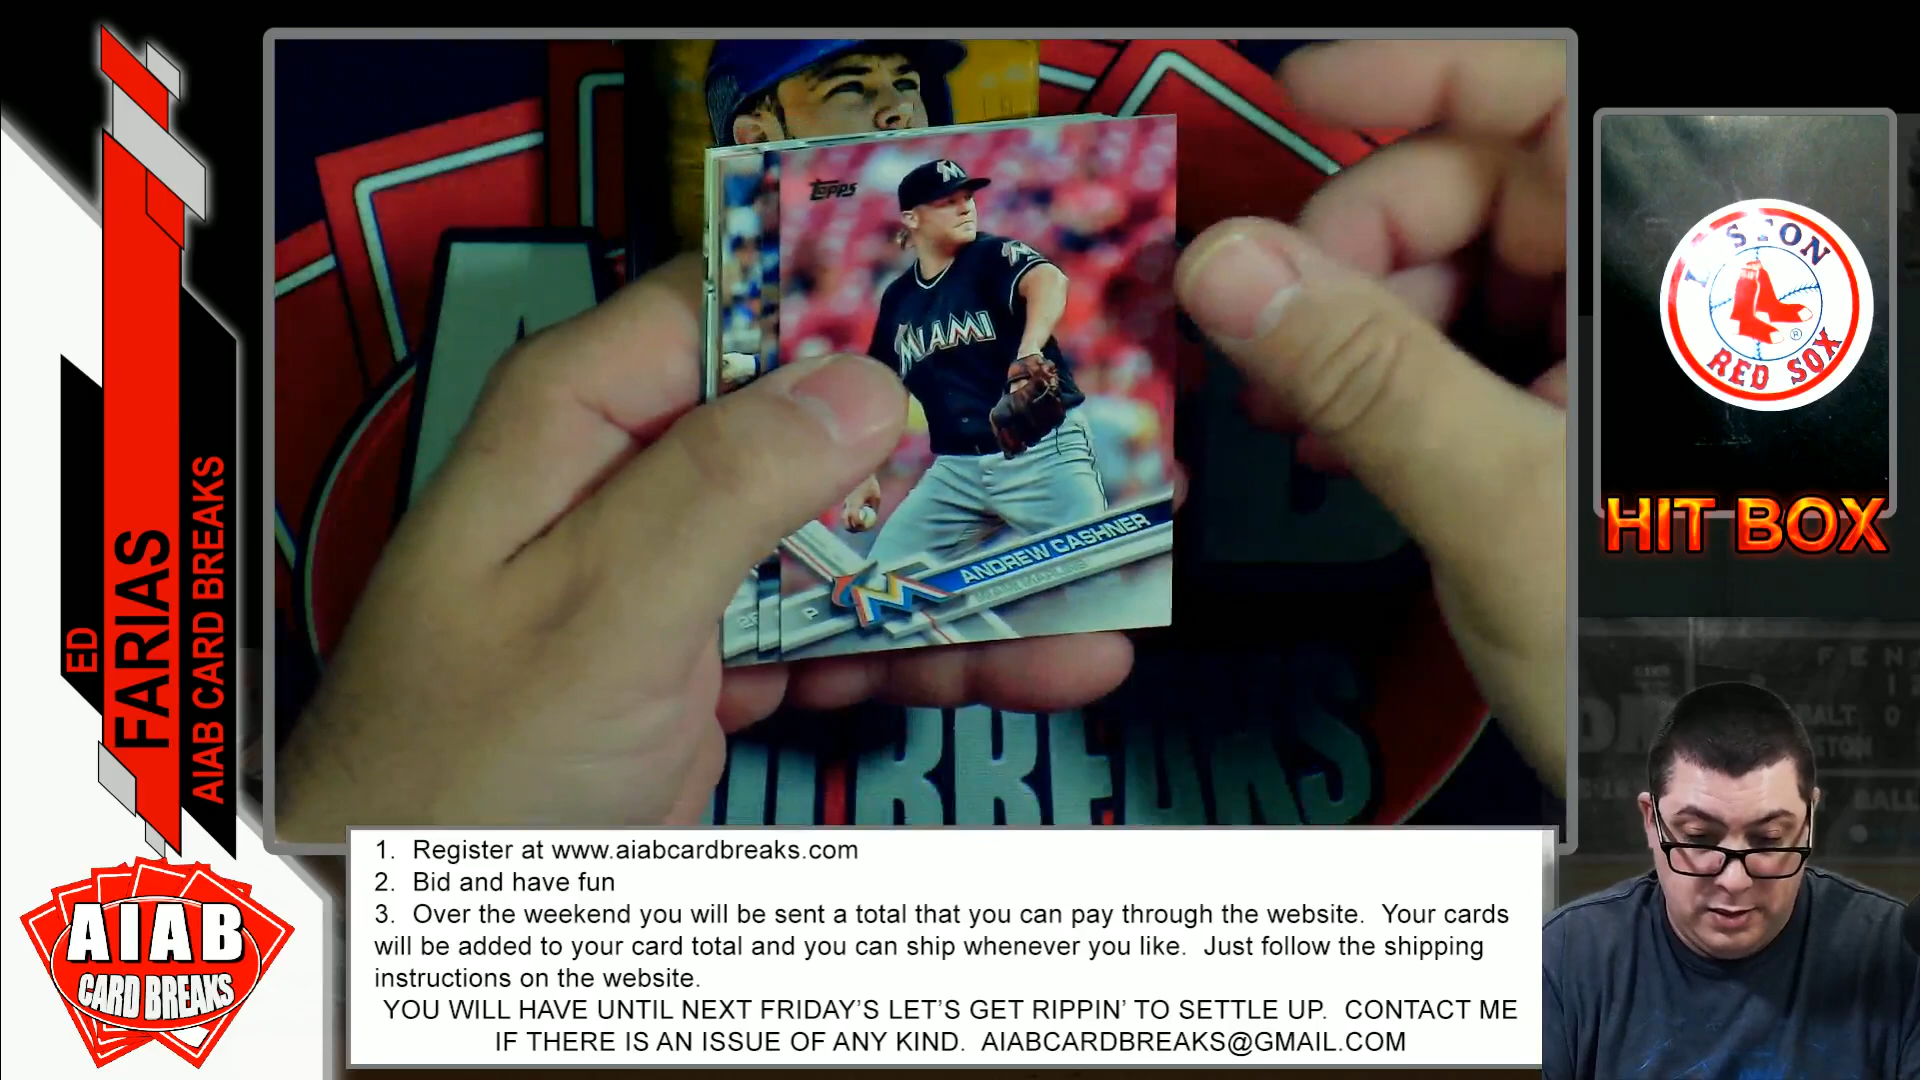 ED
FARIAS
AIAB CARD BREAKS
AIAB
CARD BREAKS
TOPPS
MIAMI
ANDREW CASHNER
P
BREAKS
RED SOX
HIT BOX
1. Register at www.aiabcardbreaks.com
2. Bid and have fun
3. Over the weekend you will be sent a total that you can pay through the website. Your cards
will be added to your card total and you can ship whenever you like. Just follow the shipping
instructions on the website.
YOU WILL HAVE UNTIL NEXT FRIDAY'S LET'S GET RIPPIN' TO SETTLE UP. CONTACT ME
IF THERE IS AN ISSUE OF ANY KIND. AIABCARDBREAKS@GMAIL.COM